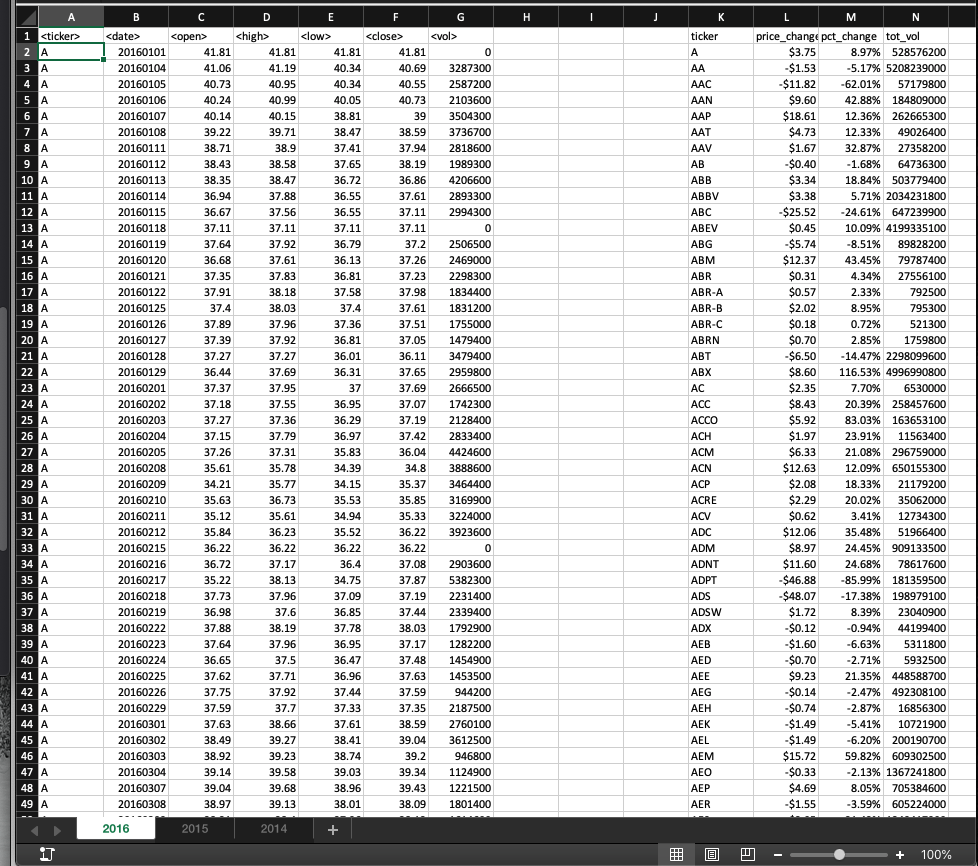 A B C D E F G H I J K L M N
1 <ticker> <date> <open> <high> <low> <close> <vol> ticker price_change pct_change tot_vol
2 A 20160101 41.81 41.81 41.81 41.81 0 A $3.75 8.97% 528576200
3 A 20160104 41.06 41.19 40.34 40.69 3287300 AA -$1.53 -5.17% 5208239000
4 A 20160105 40.73 40.95 40.34 40.55 2587200 AAC -$11.82 -62.01% 57179800
5 A 20160106 40.24 40.99 40.05 40.73 2103600 AAN $9.60 42.88% 184809000
6 A 20160107 40.14 40.15 38.81 39 3504300 AAP $18.61 12.36% 262665300
7 A 20160108 39.22 39.71 38.47 38.59 3736700 AAT $4.73 12.33% 49026400
8 A 20160111 38.71 38.9 37.41 37.94 2818600 AAV $1.67 32.87% 27358200
9 A 20160112 38.43 38.58 37.65 38.19 1989300 AB -$0.40 -1.68% 64736300
10 A 20160113 38.35 38.47 36.72 36.86 4206600 ABB $3.34 18.84% 503779400
11 A 20160114 36.94 37.88 36.55 37.61 2893300 ABBV $3.38 5.71% 2034231800
12 A 20160115 36.67 37.56 36.55 37.11 2994300 ABC -$25.52 -24.61% 647239900
13 A 20160118 37.11 37.11 37.11 37.11 0 ABEV $0.45 10.09% 4199335100
14 A 20160119 37.64 37.92 36.79 37.2 2506500 ABG -$5.74 -8.51% 89828200
15 A 20160120 36.68 37.61 36.13 37.26 2469000 ABM $12.37 43.45% 79787400
16 A 20160121 37.35 37.83 36.81 37.23 2298300 ABR $0.31 4.34% 27556100
17 A 20160122 37.91 38.18 37.58 37.98 1834400 ABR-A $0.57 2.33% 792500
18 A 20160125 37.4 38.03 37.4 37.61 1831200 ABR-B $2.02 8.95% 795300
19 A 20160126 37.89 37.96 37.36 37.51 1755000 ABR-C $0.18 0.72% 521300
20 A 20160127 37.39 37.92 36.81 37.05 1479400 ABRN $0.70 2.85% 1759800
21 A 20160128 37.27 37.27 36.01 36.11 3479400 ABT -$6.50 -14.47% 2298099600
22 A 20160129 36.44 37.69 36.31 37.65 2959800 ABX $8.60 116.53% 4996990800
23 A 20160201 37.37 37.95 37 37.69 2666500 AC $2.35 7.70% 6530000
24 A 20160202 37.18 37.55 36.95 37.07 1742300 ACC $8.43 20.39% 258457600
25 A 20160203 37.27 37.36 36.29 37.19 2128400 ACCO $5.92 83.03% 163653100
26 A 20160204 37.15 37.79 36.97 37.42 2833400 ACH $1.97 23.91% 11563400
27 A 20160205 37.26 37.31 35.83 36.04 4424600 ACM $6.33 21.08% 296759000
28 A 20160208 35.61 35.78 34.39 34.8 3888600 ACN $12.63 12.09% 650155300
29 A 20160209 34.21 35.77 34.15 35.37 3464400 ACP $2.08 18.33% 21179200
30 A 20160210 35.63 36.73 35.53 35.85 3169900 ACRE $2.29 20.02% 35062000
31 A 20160211 35.12 35.61 34.94 35.33 3224000 ACV $0.62 3.41% 12734300
32 A 20160212 35.84 36.23 35.52 36.22 3923600 ADC $12.06 35.48% 51966400
33 A 20160215 36.22 36.22 36.22 36.22 0 ADM $8.97 24.45% 909133500
34 A 20160216 36.72 37.17 36.4 37.08 2903600 ADNT $11.60 24.68% 78617600
35 A 20160217 35.22 38.13 34.75 37.87 5382300 ADPT -$46.88 -85.99% 181359500
36 A 20160218 37.73 37.96 37.09 37.19 2231400 ADS -$48.07 -17.38% 198979100
37 A 20160219 36.98 37.6 36.85 37.44 2339400 ADSW $1.72 8.39% 23040900
38 A 20160222 37.88 38.19 37.78 38.03 1792900 ADX -$0.12 -0.94% 44199400
39 A 20160223 37.64 37.96 36.95 37.17 1282200 AEB -$1.60 -6.63% 5311800
40 A 20160224 36.65 37.5 36.47 37.48 1454900 AED -$0.70 -2.71% 5932500
41 A 20160225 37.62 37.71 36.96 37.63 1453500 AEE $9.23 21.35% 448588700
42 A 20160226 37.75 37.92 37.44 37.59 944200 AEG -$0.14 -2.47% 492308100
43 A 20160229 37.59 37.7 37.33 37.35 2187500 AEH -$0.74 -2.87% 16856300
44 A 20160301 37.63 38.66 37.61 38.59 2760100 AEK -$1.49 -5.41% 10721900
45 A 20160302 38.49 39.27 38.41 39.04 3612500 AEL -$1.49 -6.20% 200190700
46 A 20160303 38.92 39.23 38.74 39.2 946800 AEM $15.72 59.82% 609302500
47 A 20160304 39.14 39.58 39.03 39.34 1124900 AEO -$0.33 -2.13% 1367241800
48 A 20160307 39.04 39.68 38.96 39.43 1221500 AEP $4.69 8.05% 705384600
49 A 20160308 38.97 39.13 38.01 38.09 1801400 AER -$1.55 -3.59% 605224000
2016 2015 2014 +
− + 100%